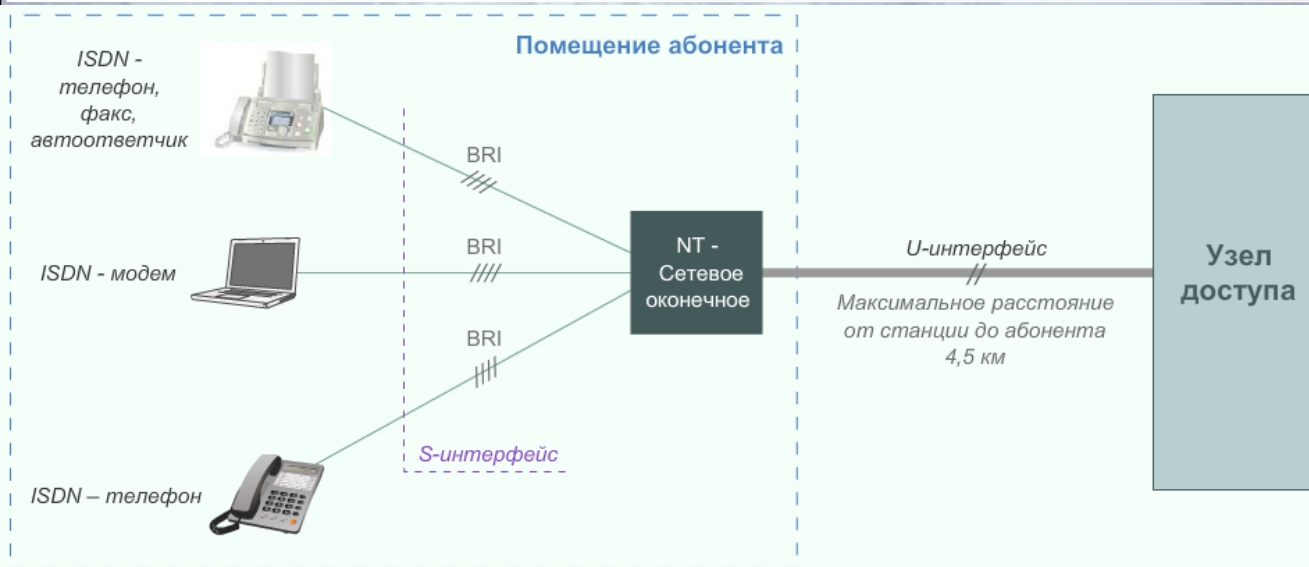 Помещение абонента
ISDN -
телефон,
факс,
автоответчик
BRI
ISDN - модем
BRI
NT -
Сетевое
оконечное
U-интерфейс
Максимальное расстояние
от станции до абонента
4,5 км
Узел
доступа
BRI
S-интерфейс
ISDN – телефон